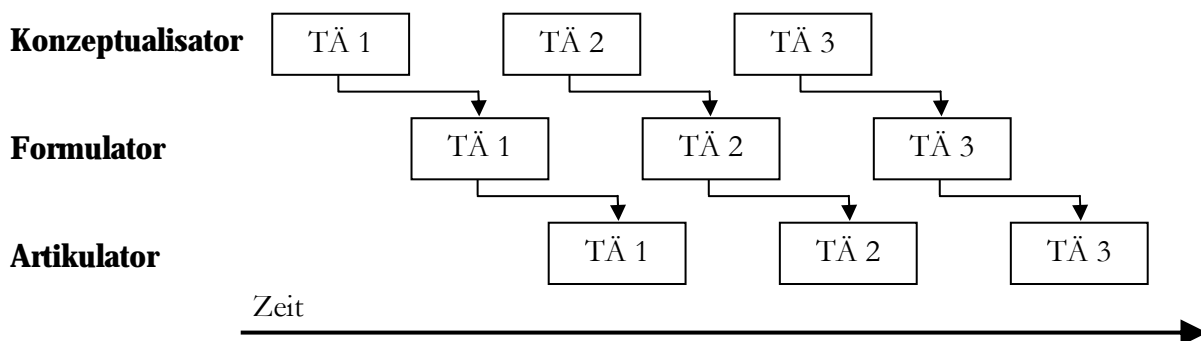 Konzeptualisator TÄ 1 TÄ 2 TÄ 3
Formulator TÄ 1 TÄ 2 TÄ 3
Artikulator TÄ 1 TÄ 2 TÄ 3
Zeit